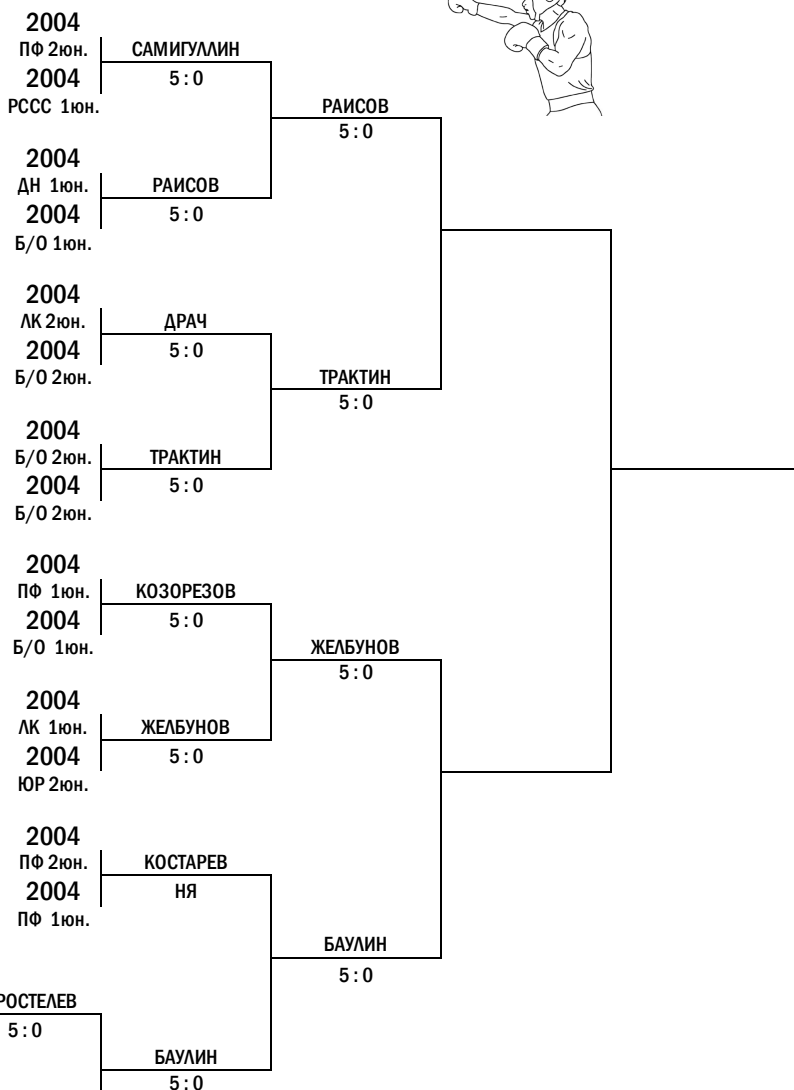 2004
ПФ 2юн.
САМИГУЛЛИН
2004
5 : 0
РССС 1юн.
РАИСОВ
5 : 0
2004
ДН 1юн.
РАИСОВ
2004
5 : 0
Б/О 1юн.
2004
ЛК 2юн.
ДРАЧ
2004
5 : 0
Б/О 2юн.
ТРАКТИН
5 : 0
2004
Б/О 2юн.
ТРАКТИН
2004
5 : 0
Б/О 2юн.
2004
ПФ 1юн.
КОЗОРЕЗОВ
2004
5 : 0
Б/О 1юн.
ЖЕЛБУНОВ
5 : 0
2004
ЛК 1юн.
ЖЕЛБУНОВ
2004
5 : 0
ЮР 2юн.
2004
ПФ 2юн.
КОСТАРЕВ
2004
НЯ
ПФ 1юн.
БАУЛИН
5 : 0
РОСТЕЛЕВ
5 : 0
БАУЛИН
5 : 0